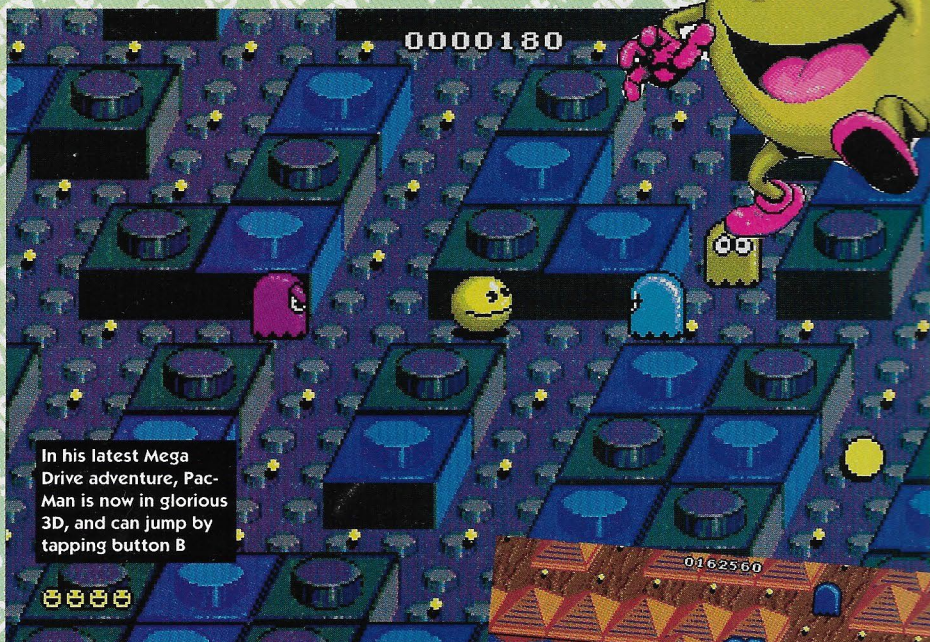 0000180
In his latest Mega
Drive adventure, Pac-
Man is now in glorious
3D, and can jump by
tapping button B
0162560